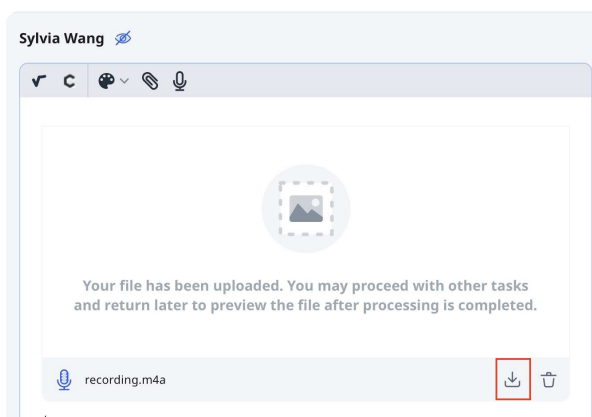 Sylvia Wang
Your file has been uploaded. You may proceed with other tasks
and return later to preview the file after processing is completed.
recording.m4a